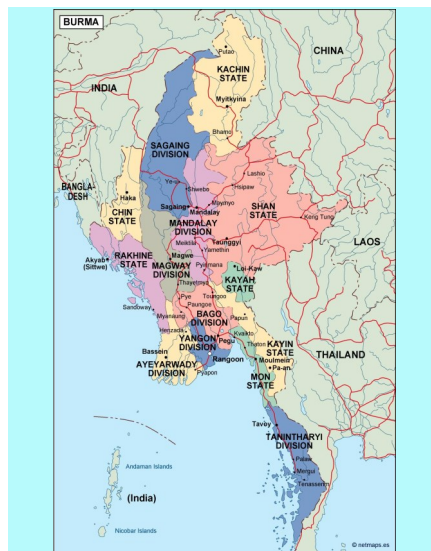 BURMA
CHINA
Putao
KACHIN
STATE
INDIA
Myitkyina
Bhamo
SAGAING
DIVISION
BANGLA-
DESH
Lashio
Ye-u
Shwebo
Hsipaw
CHIN
STATE
Haka
Sagaing
Maymyo
Mandalay
SHAN
STATE
Keng Tung
MANDALAY
DIVISION
Meiktila
Taunggyi
LAOS
RAKHINE
STATE
Akyab
(Sittwe)
Magwe
MAGWAY
DIVISION
Yamethin
Pyinmana
Loi-Kaw
KAYAH
STATE
Thayetmyo
Sandoway
Pye
Toungoo
Paungde
Myanaung
BAGO
DIVISION
Papun
Henzada
YANGON
DIVISION
Pegu
Kyaikto
Thaton
KAYIN
STATE
Bassein
Rangoon
Moulmein
Pa-an
THAILAND
AYEYARWADY
DIVISION
Pyapon
MON
STATE
Tavoy
TANINTHARYI
DIVISION
Palaw
Mergui
Tenasserim
Andaman Islands
(India)
Nicobar Islands
© netmaps.es